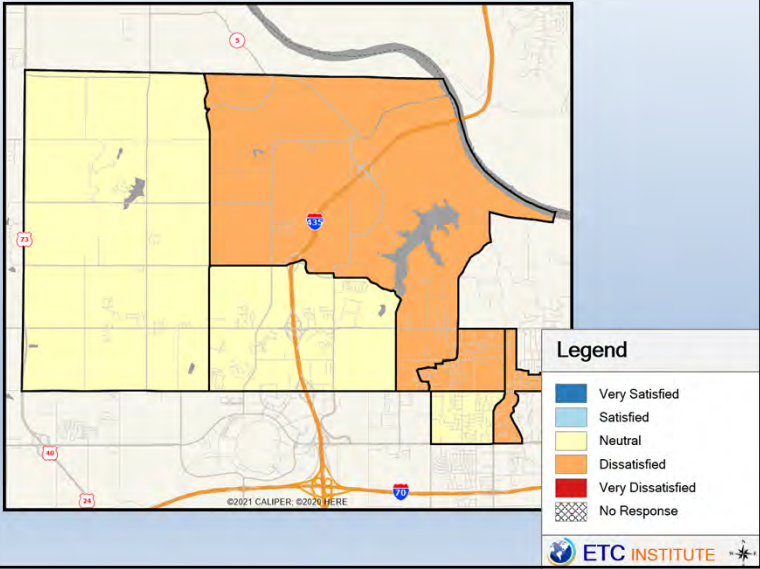 5
435
73
Legend
Very Satisfied
Satisfied
Neutral
Dissatisfied
Very Dissatisfied
No Response
40
24
70
©2021 CALIPER; ©2020 HERE
ETC INSTITUTE